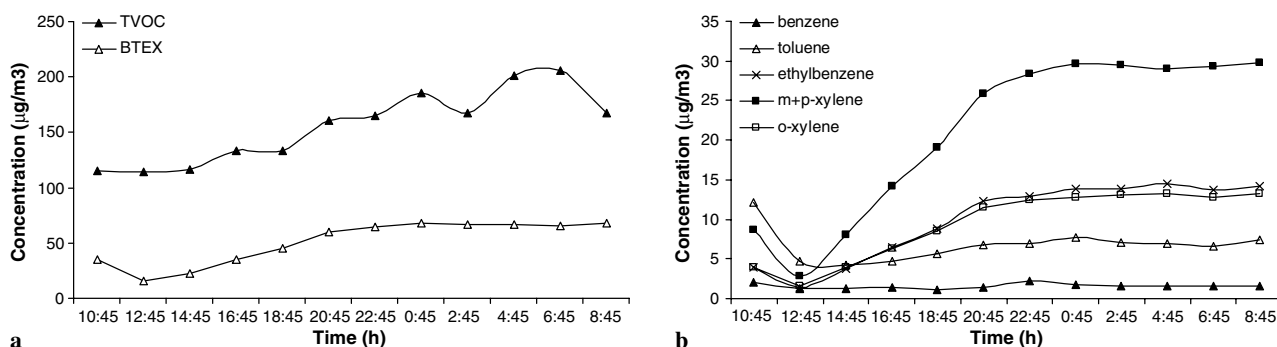 TVOC
BTEX
Concentration (µg/m3)
250
200
150
100
50
0
10:45 12:45 14:45 16:45 18:45 20:45 22:45 0:45 2:45 4:45 6:45 8:45
Time (h)
a
benzene
toluene
ethylbenzene
m+p-xylene
o-xylene
Concentration (µg/m3)
35
30
25
20
15
10
5
0
10:45 12:45 14:45 16:45 18:45 20:45 22:45 0:45 2:45 4:45 6:45 8:45
Time (h)
b